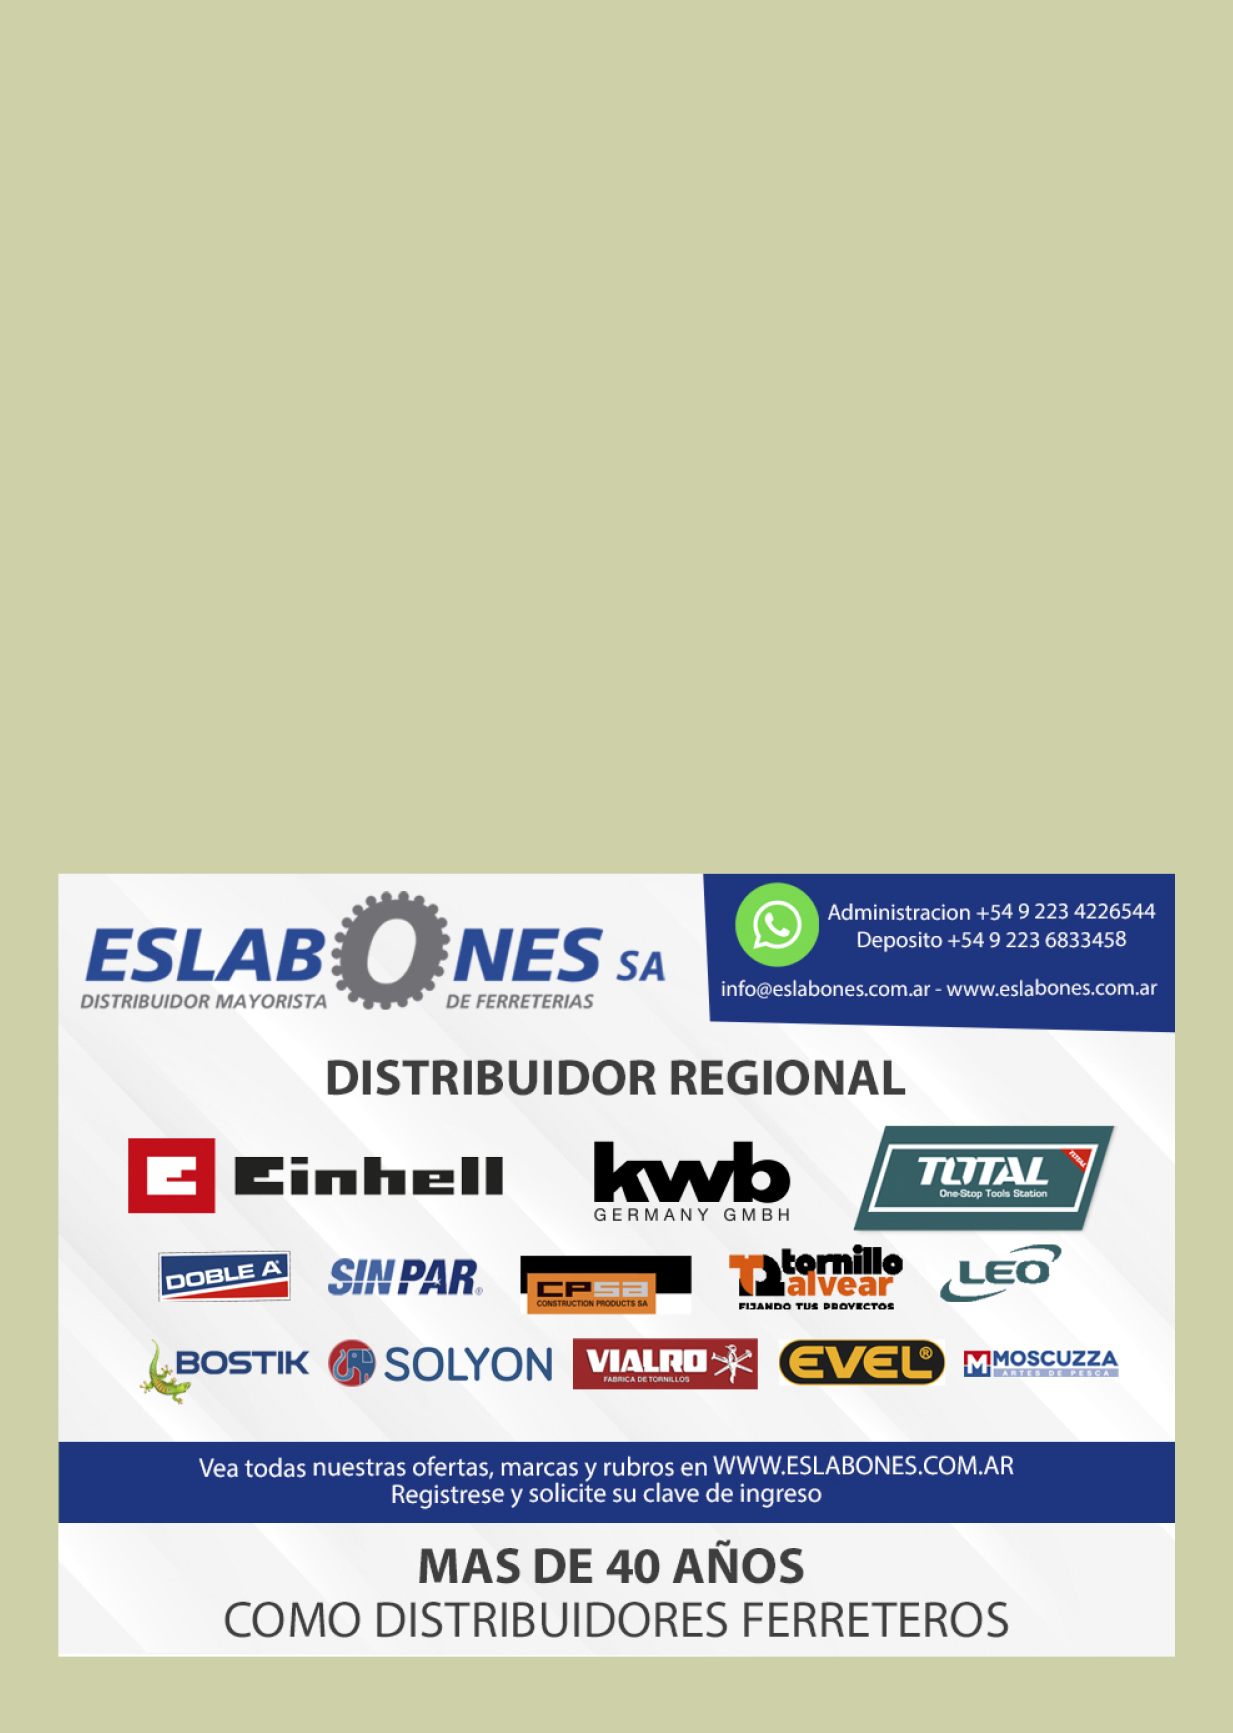 ESLABONES SA
DISTRIBUIDOR MAYORISTA DE FERRETERIAS
Administracion +54 9 223 4226544
Deposito +54 9 223 6833458
info@eslabones.com.ar - www.eslabones.com.ar
DISTRIBUIDOR REGIONAL
Einhell
kwb
GERMANY GMBH
TOTAL
One-Stop Tools Station
TOTAL
DOBLE A
SINPAR®
CPSA
CONSTRUCTION PRODUCTS SA
tornillo
alvear
FIJANDO TUS PROYECTOS
LEO
BOSTIK
SOLYON
VIALRO
FABRICA DE TORNILLOS
EVEL®
M MOSCUZZA
ARTES DE PESCA
Vea todas nuestras ofertas, marcas y rubros en WWW.ESLABONES.COM.AR
Registrese y solicite su clave de ingreso
MAS DE 40 AÑOS
COMO DISTRIBUIDORES FERRETEROS